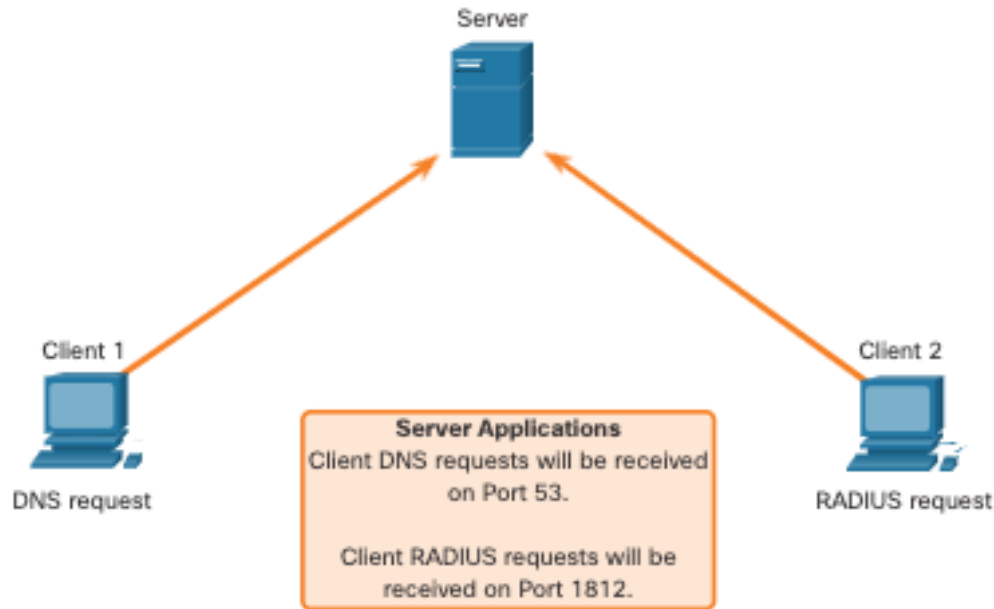 Server
Client 1
Client 2
Server Applications
Client DNS requests will be received
on Port 53.
Client RADIUS requests will be
received on Port 1812.
DNS request
RADIUS request